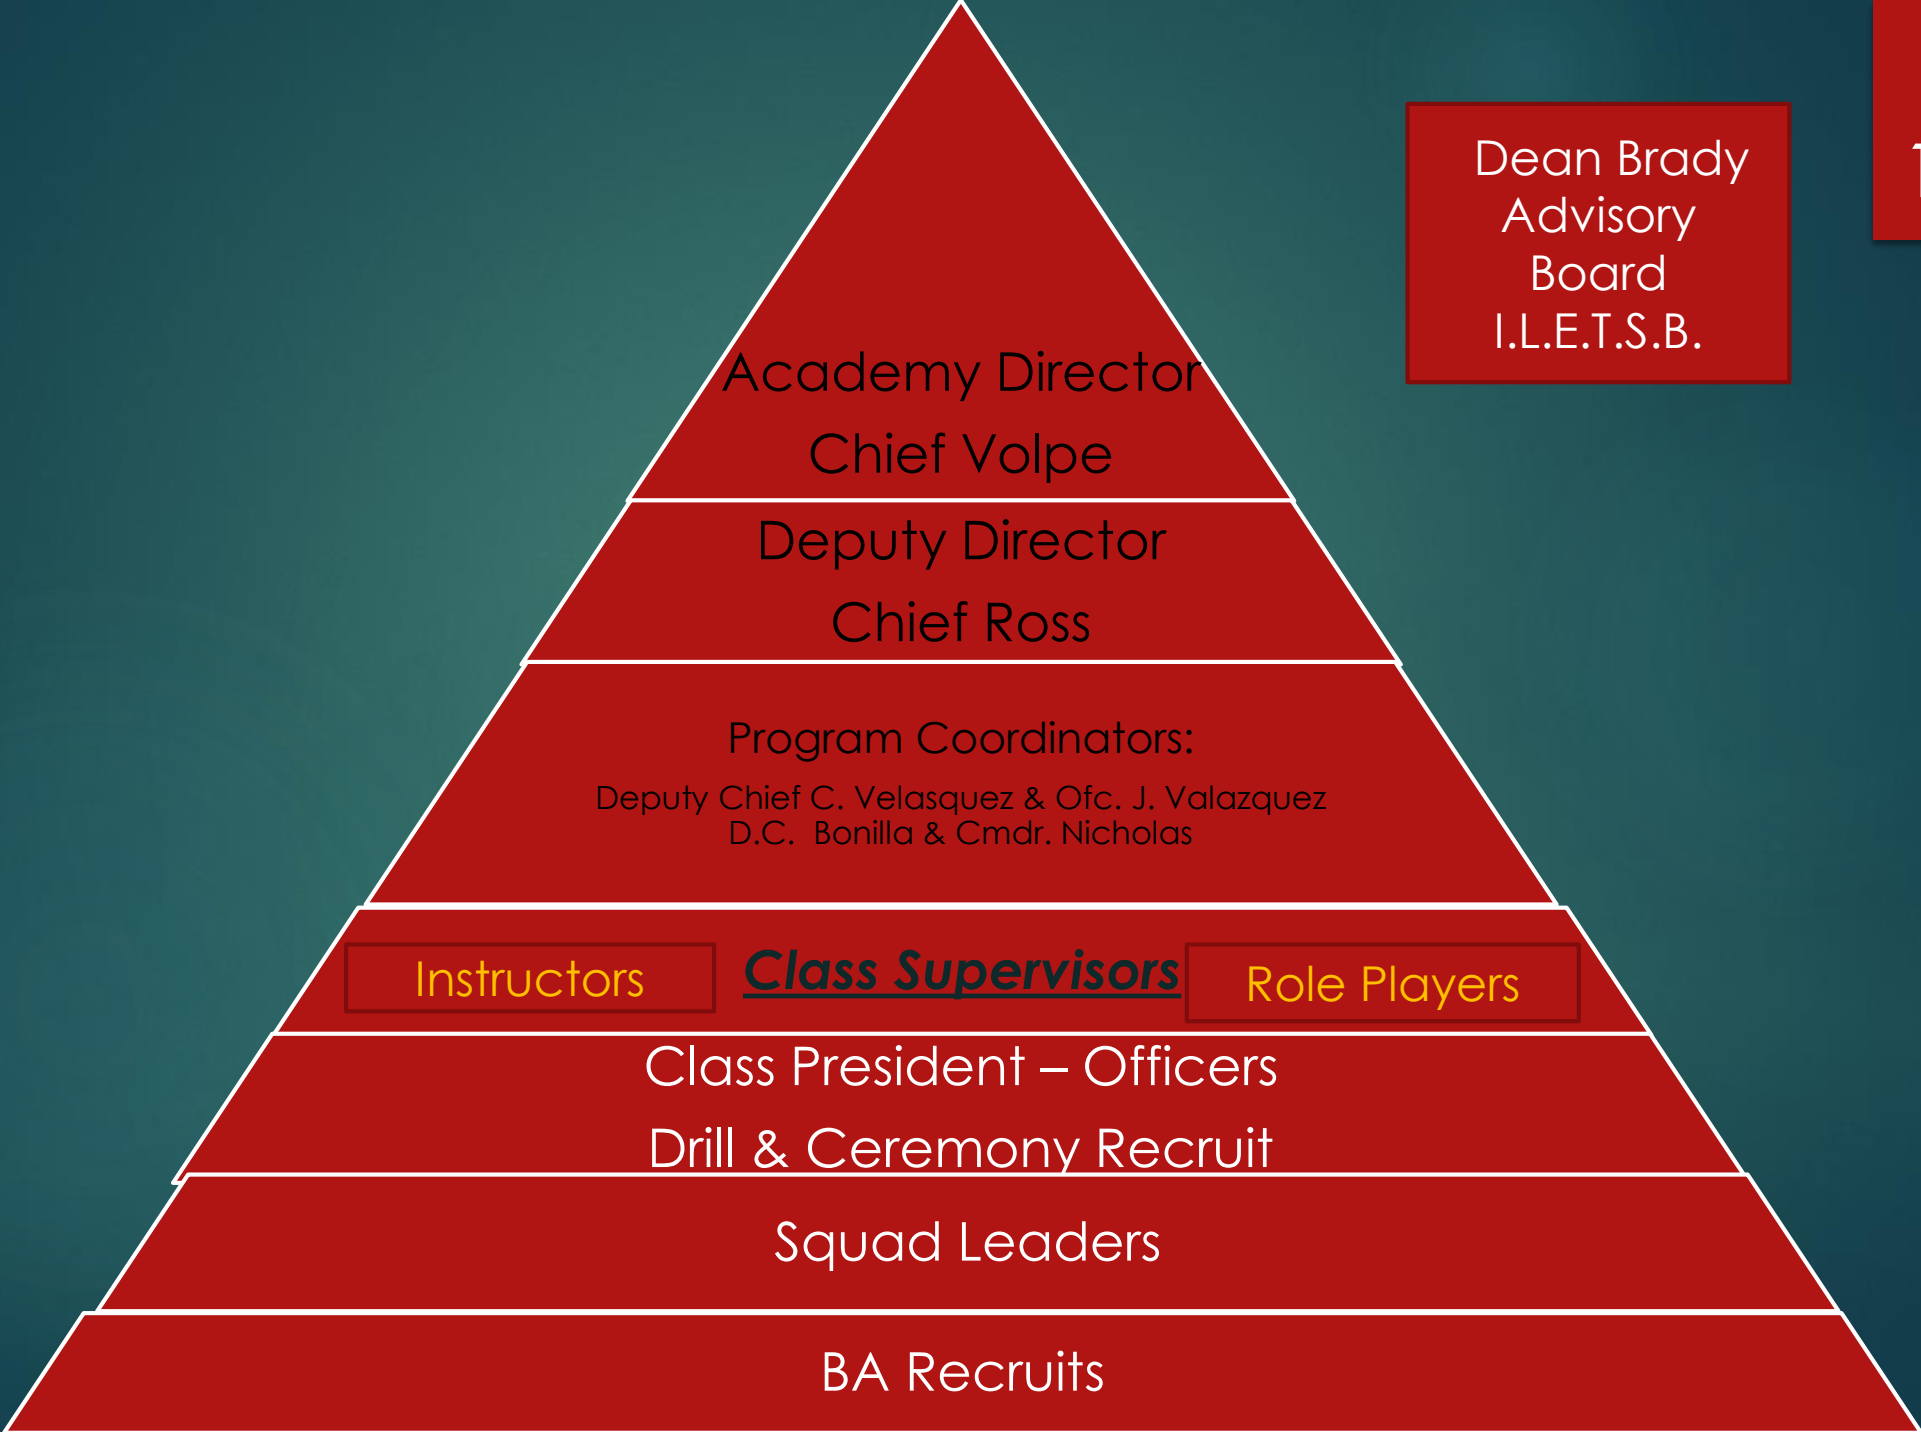 Dean Brady
Advisory
Board
I.L.E.T.S.B.
Academy Director
Chief Volpe
Deputy Director
Chief Ross
Program Coordinators:
Deputy Chief C. Velasquez & Ofc. J. Valazquez
D.C. Bonilla & Cmdr. Nicholas
Instructors
Class Supervisors
Role Players
Class President – Officers
Drill & Ceremony Recruit
Squad Leaders
BA Recruits